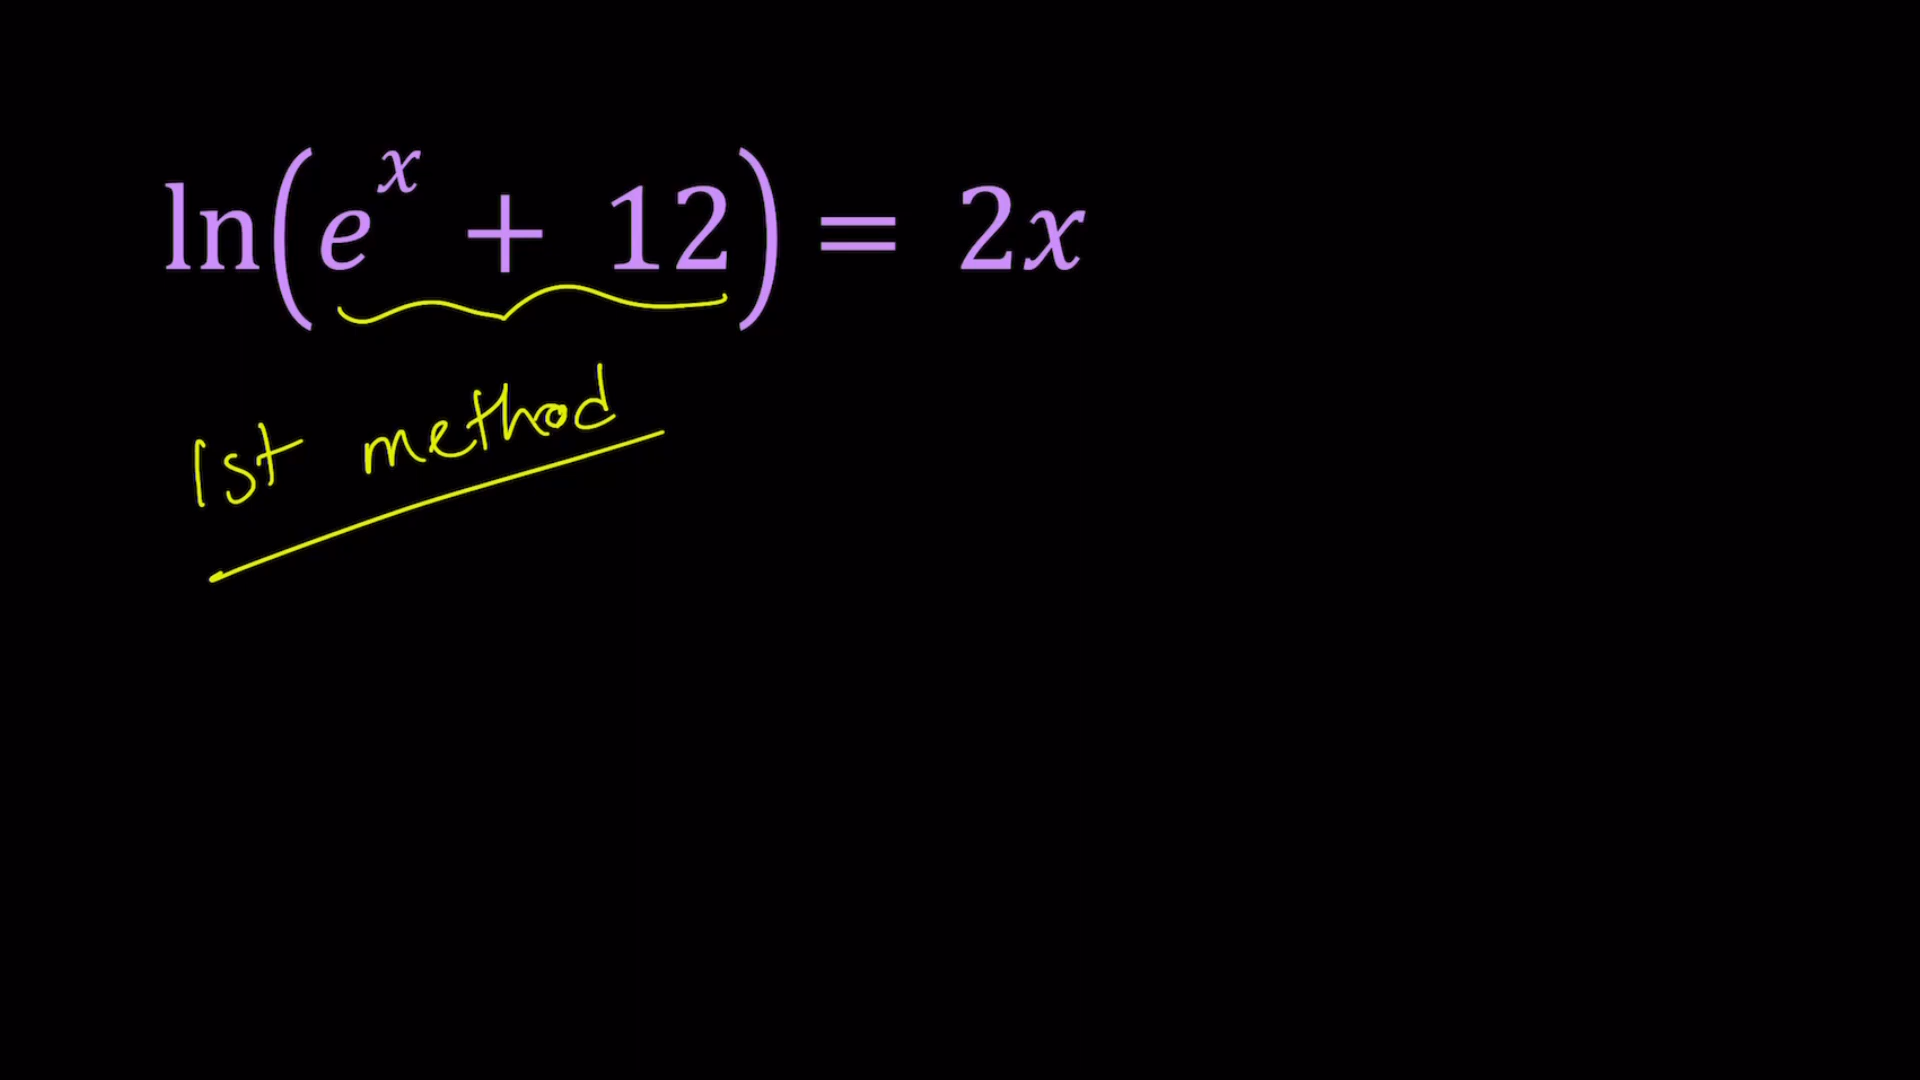 ln(e^x + 12) = 2x
1st method